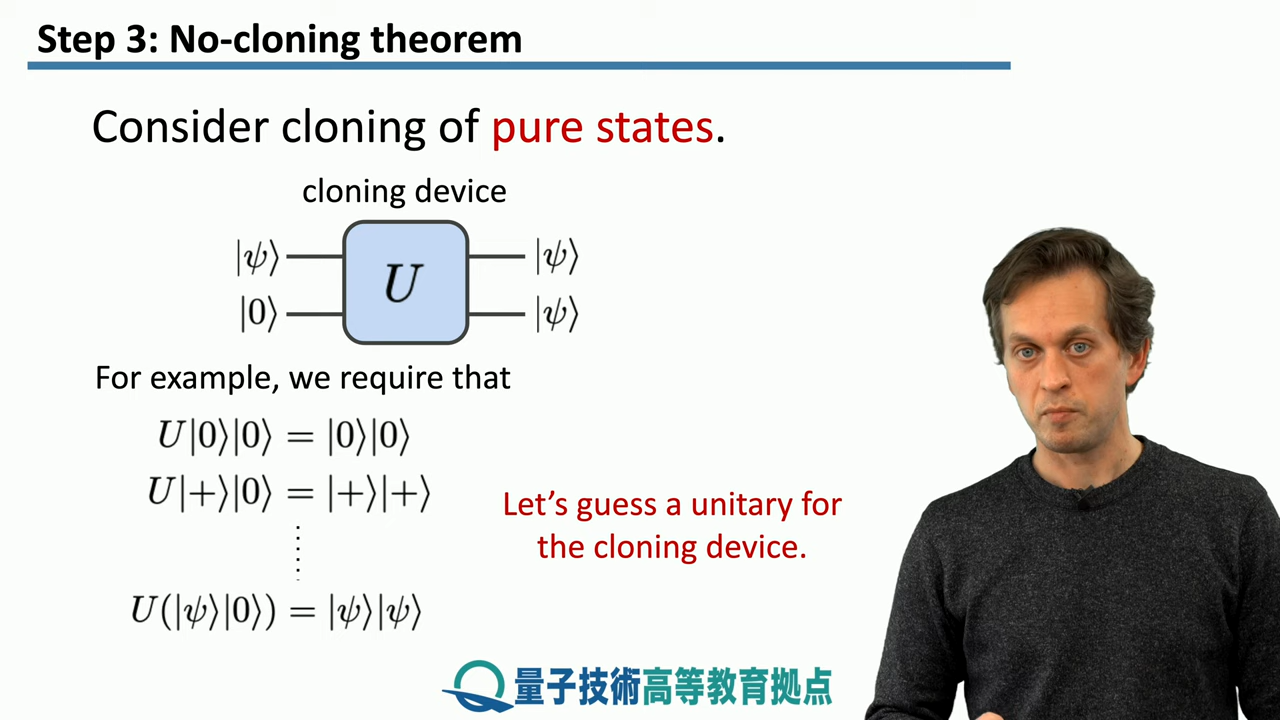 Step 3: No-cloning theorem
Consider cloning of pure states.
cloning device
|ψ⟩ U |ψ⟩
|0⟩ |ψ⟩
For example, we require that
U|0⟩|0⟩ = |0⟩|0⟩
U|+⟩|0⟩ = |+⟩|+⟩
Let's guess a unitary for
the cloning device.
U(|ψ⟩|0⟩) = |ψ⟩|ψ⟩
量子技術高等教育拠点